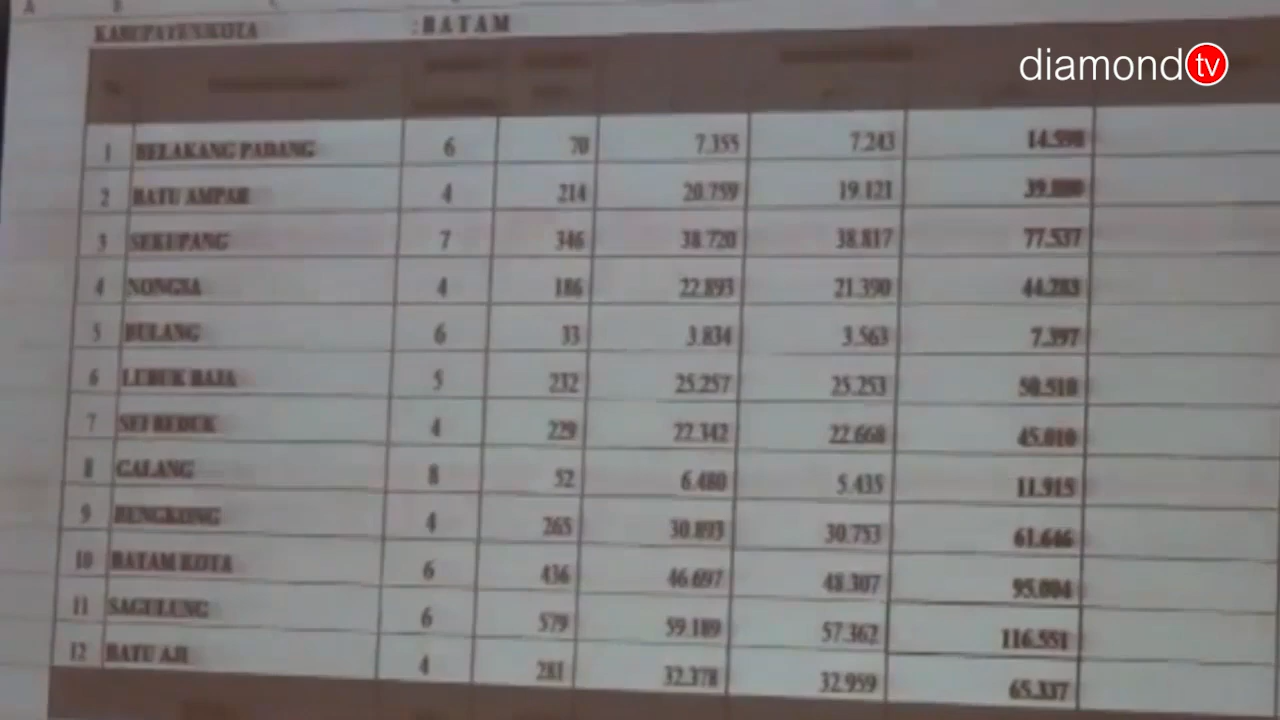 A B C
KABUPATEN/KOTA : BATAM
diamond tv
1 BELAKANG PADANG 6 70 7.355 7.243 14.598
2 BATU AMPAR 4 214 20.759 19.121 39.880
3 SEKUPANG 7 346 38.720 38.817 77.537
4 NONGSA 4 186 22.893 21.390 44.283
5 BULANG 6 33 3.834 3.563 7.397
6 LUBUK BAJA 5 232 25.257 25.253 50.510
7 SEI BEDUK 4 229 22.342 22.668 45.010
8 GALANG 8 52 6.480 5.435 11.915
9 BENGKONG 4 265 30.893 30.753 61.646
10 BATAM KOTA 6 436 46.697 48.307 95.004
11 SAGULUNG 6 579 59.189 57.362 116.551
12 BATU AJI 4 281 32.378 32.959 65.337